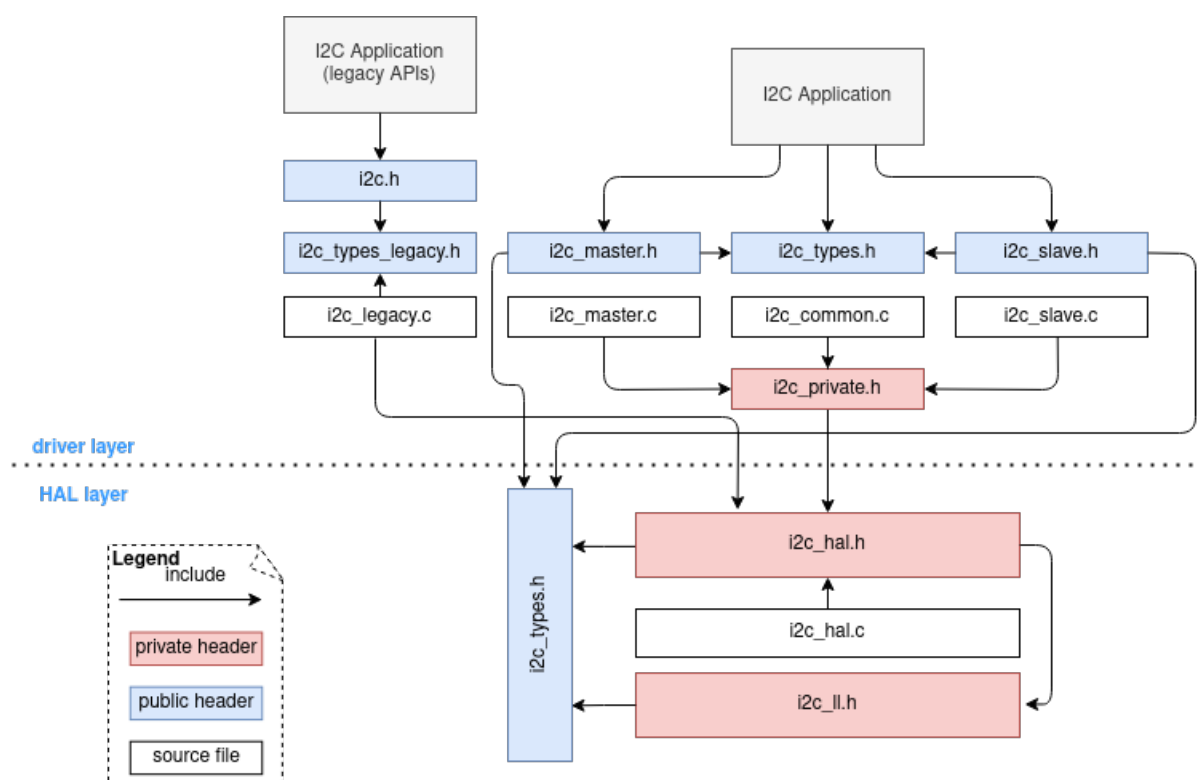 I2C Application
(legacy APIs)
I2C Application
i2c.h
i2c_types_legacy.h
i2c_master.h
i2c_types.h
i2c_slave.h
i2c_legacy.c
i2c_master.c
i2c_common.c
i2c_slave.c
i2c_private.h
driver layer
HAL layer
i2c_types.h
i2c_hal.h
i2c_hal.c
i2c_ll.h
Legend
include
private header
public header
source file